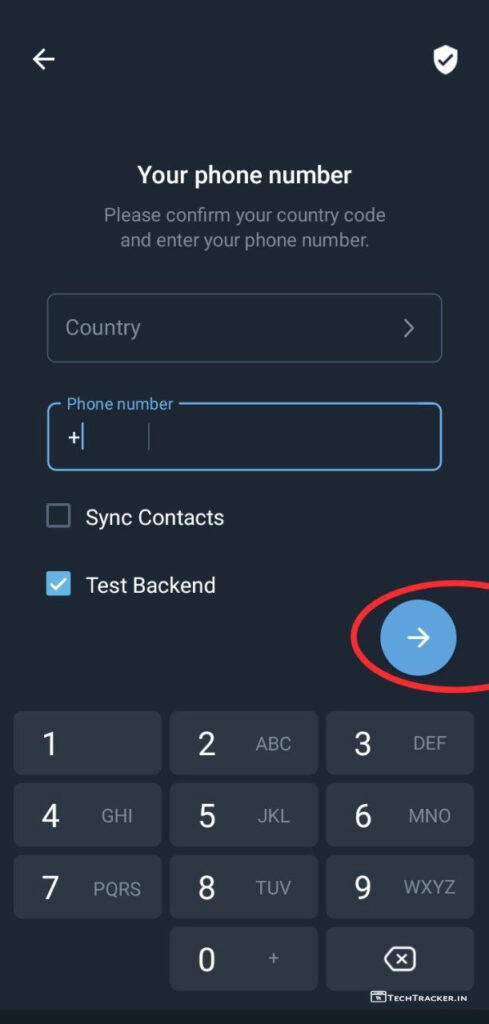 Your phone number
Please confirm your country code
and enter your phone number.
Country
Phone number
+
Sync Contacts
Test Backend
1
2 ABC
3 DEF
4 GHI
5 JKL
6 MNO
7 PQRS
8 TUV
9 WXYZ
0 +
TECHTRACKER.IN